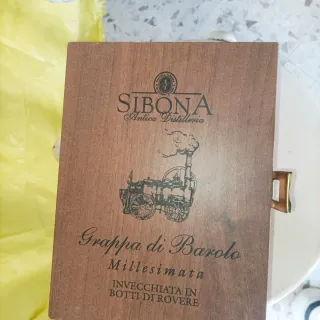 SIBONA
Antica Distilleria
Grappa di Barolo
Millesimata
INVECCHIATA IN
BOTTI DI ROVERE